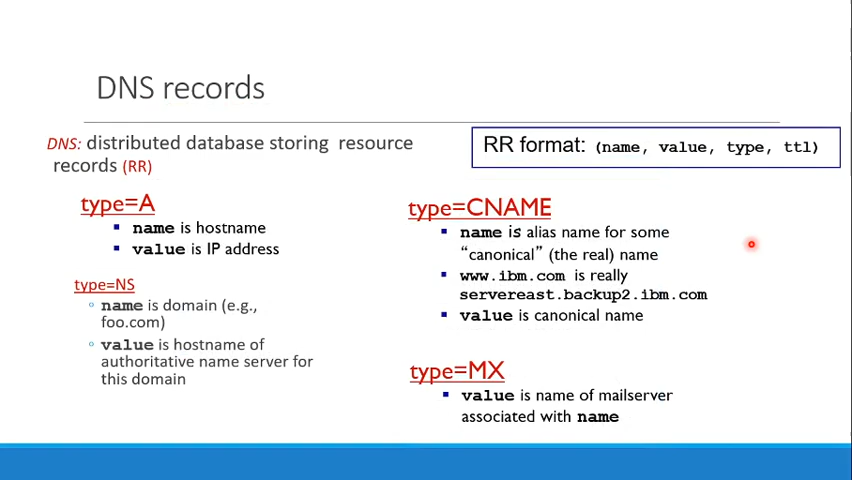 DNS records
DNS: distributed database storing resource
records (RR)
RR format: (name, value, type, ttl)
type=A
▪ name is hostname
▪ value is IP address
type=NS
◦ name is domain (e.g.,
foo.com)
◦ value is hostname of
authoritative name server for
this domain
type=CNAME
▪ name is alias name for some
“canonical” (the real) name
▪ www.ibm.com is really
servereast.backup2.ibm.com
▪ value is canonical name
type=MX
▪ value is name of mailserver
associated with name